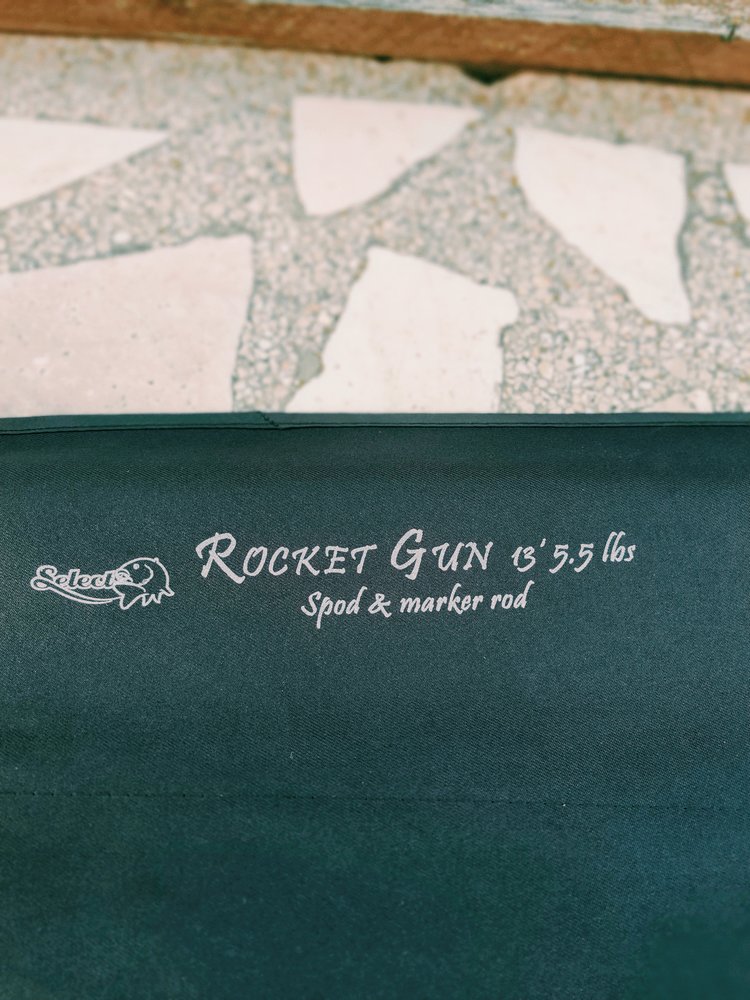 Select
ROCKET GUN 13' 5.5 lbs
Spod & marker rod